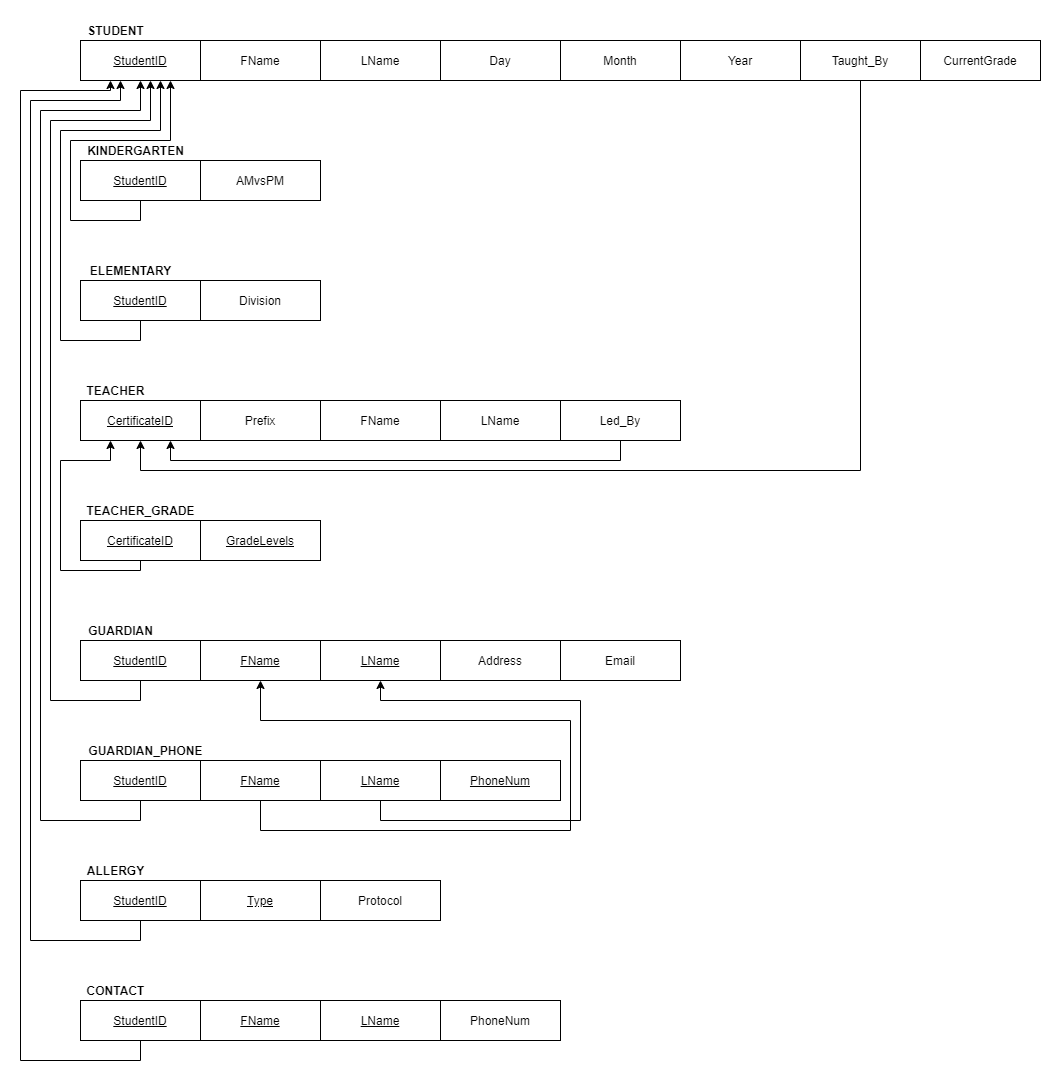 STUDENT
StudentID FName LName Day Month Year Taught_By CurrentGrade
KINDERGARTEN
StudentID AMvsPM
ELEMENTARY
StudentID Division
TEACHER
CertificateID Prefix FName LName Led_By
TEACHER_GRADE
CertificateID GradeLevels
GUARDIAN
StudentID FName LName Address Email
GUARDIAN_PHONE
StudentID FName LName PhoneNum
ALLERGY
StudentID Type Protocol
CONTACT
StudentID FName LName PhoneNum